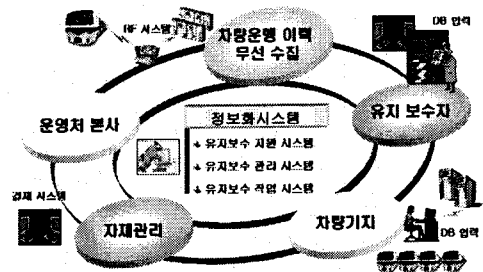 RF 시스템
차량운행 이력
무선 수집
DB 입력
운영처 본사
유지 보수자
정보화시스템
유지보수 지원 시스템
유지보수 관리 시스템
유지보수 작업 시스템
결재 시스템
자재관리
차량기지
DB 입력